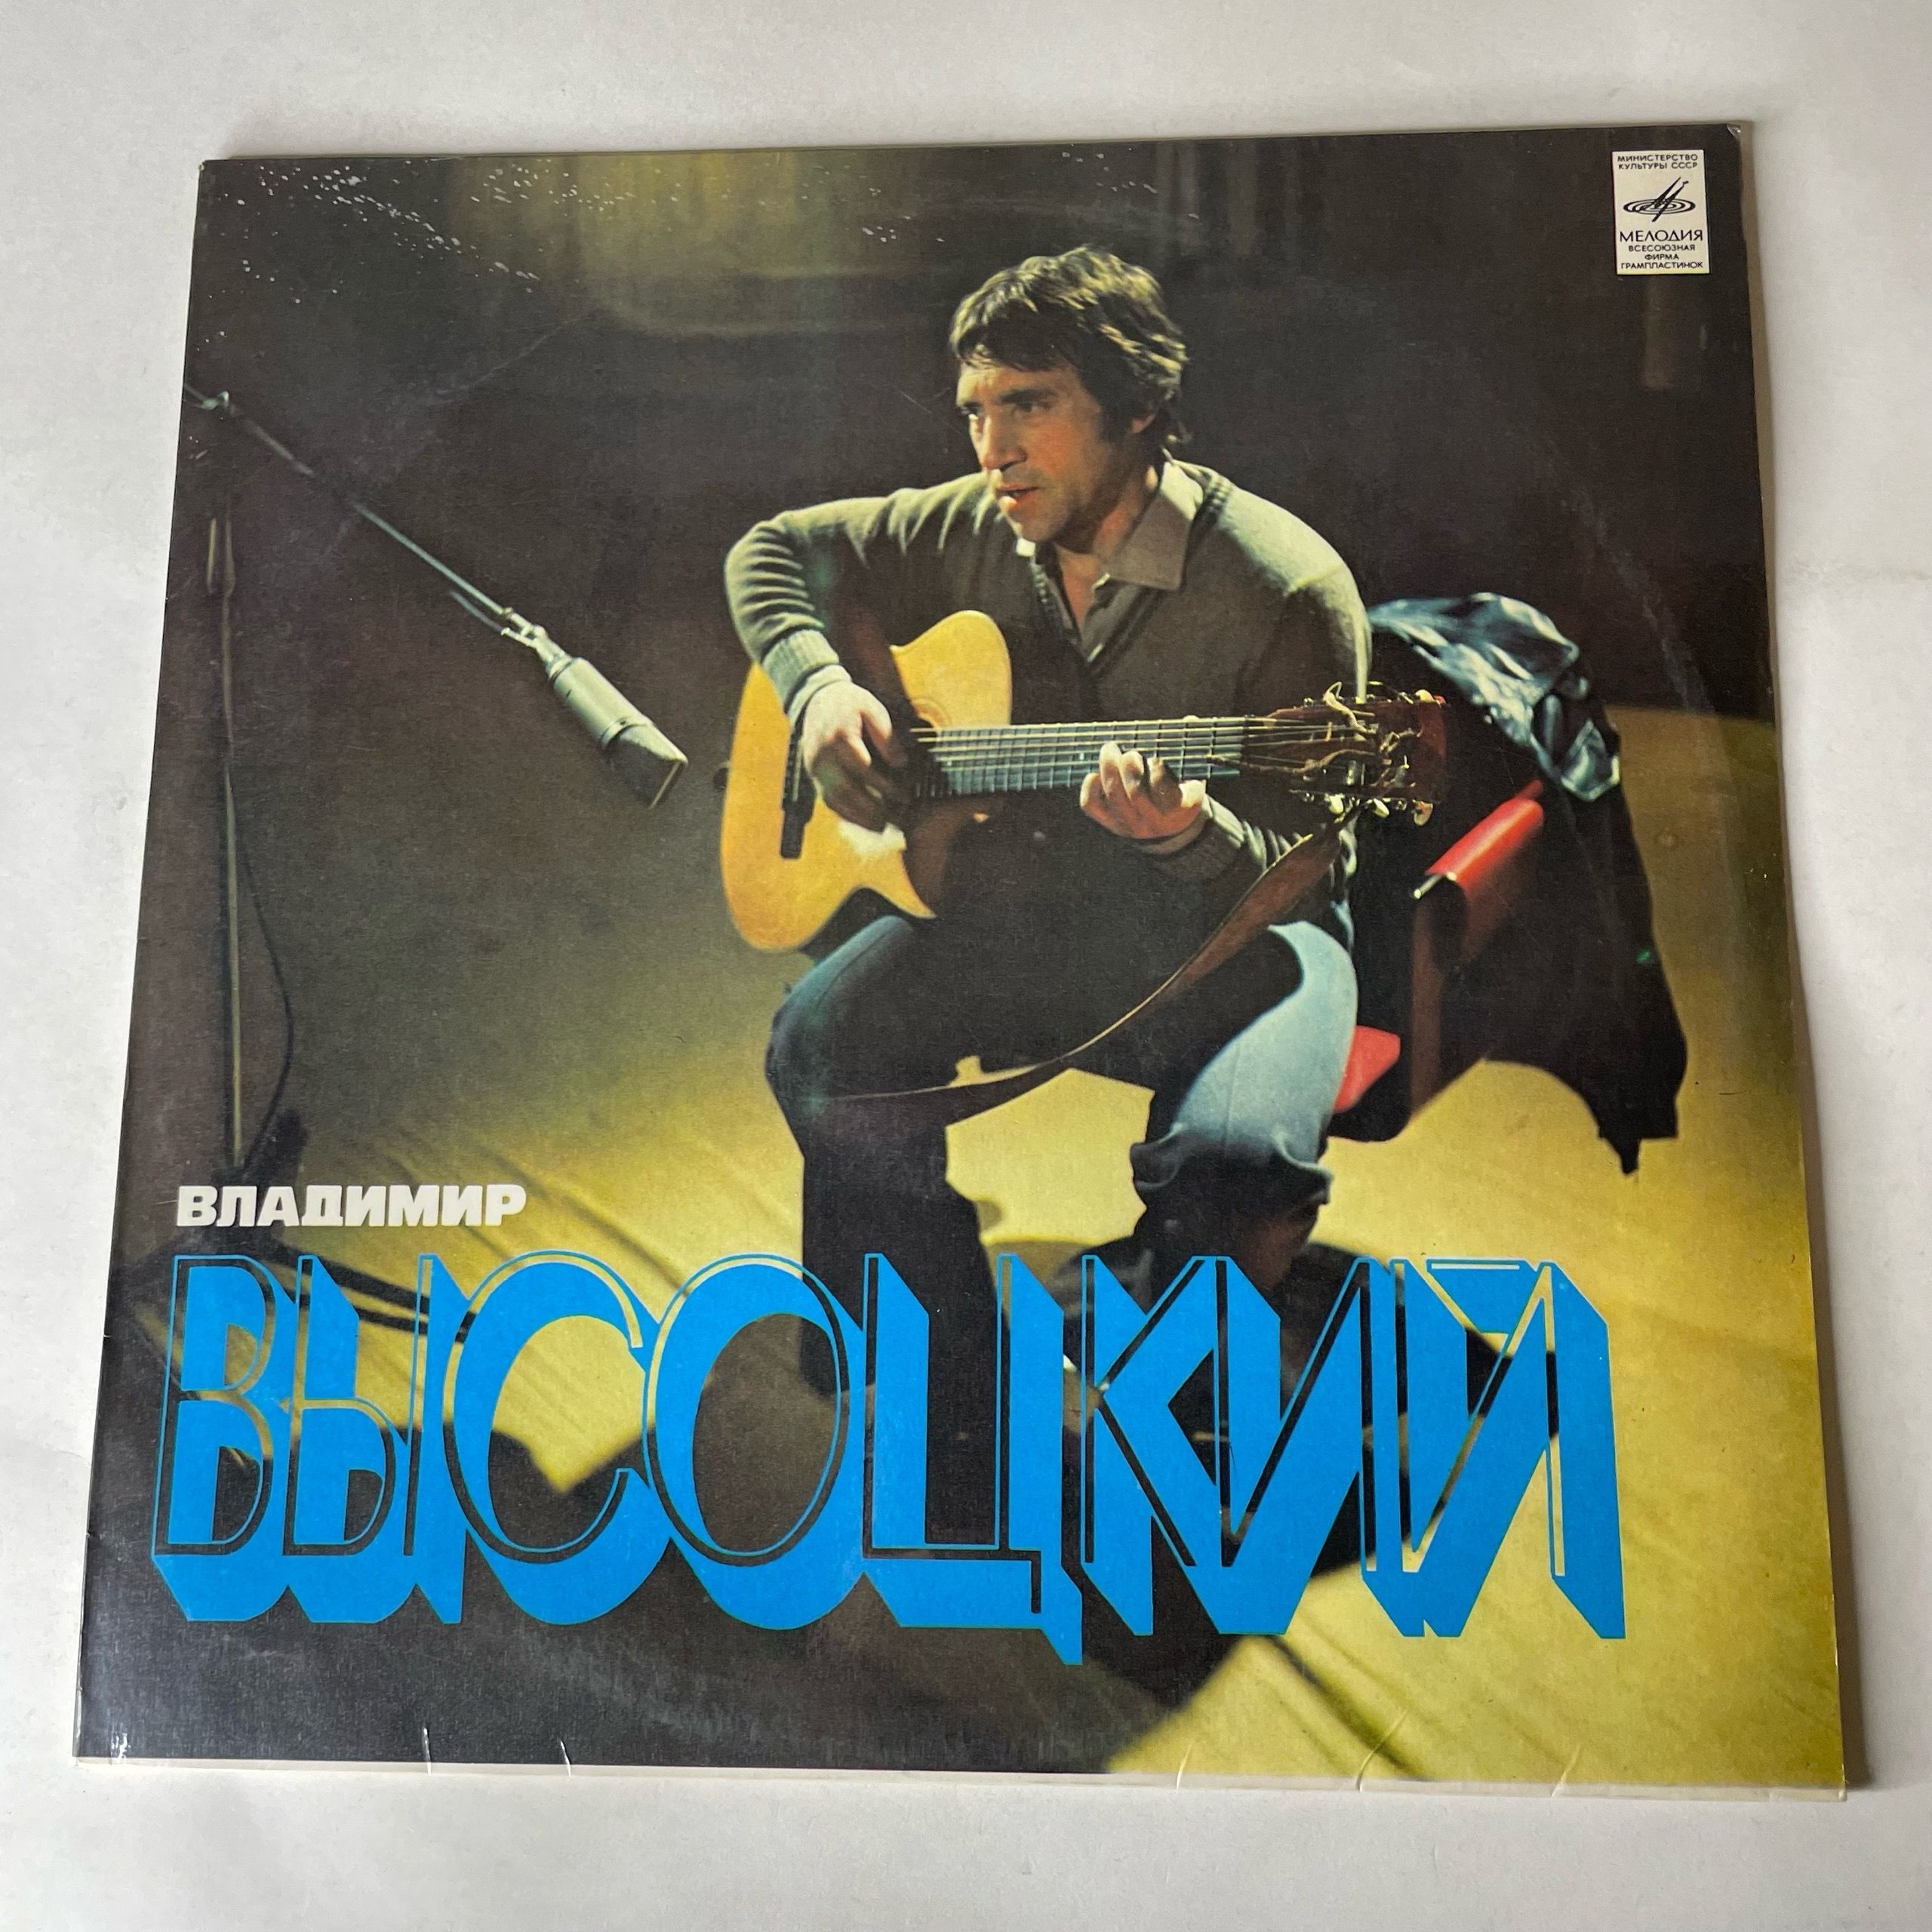 МИНИСТЕРСТВО
КУЛЬТУРЫ СССР
МЕЛОДИЯ
ВСЕСОЮЗНАЯ
ФИРМА
ГРАМПЛАСТИНОК
ВЛАДИМИР
ВЫСОЦКИЙ